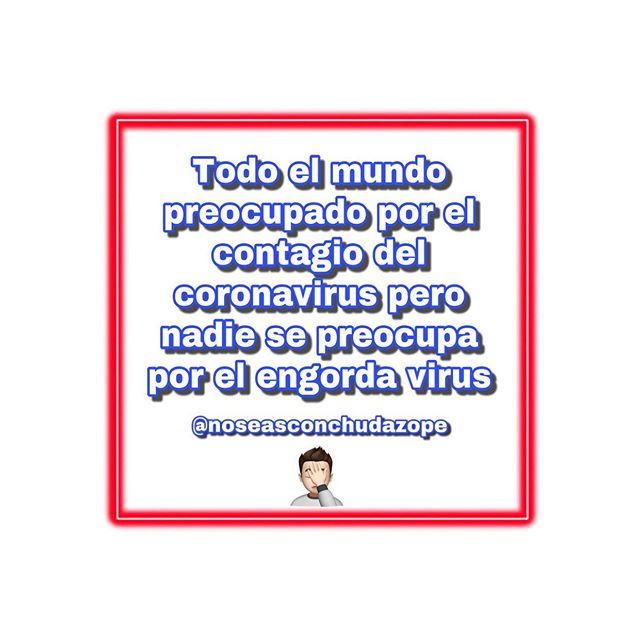 Todo el mundo
preocupado por el
contagio del
coronavirus pero
nadie se preocupa
por el engorda virus
@noseasconchudazope